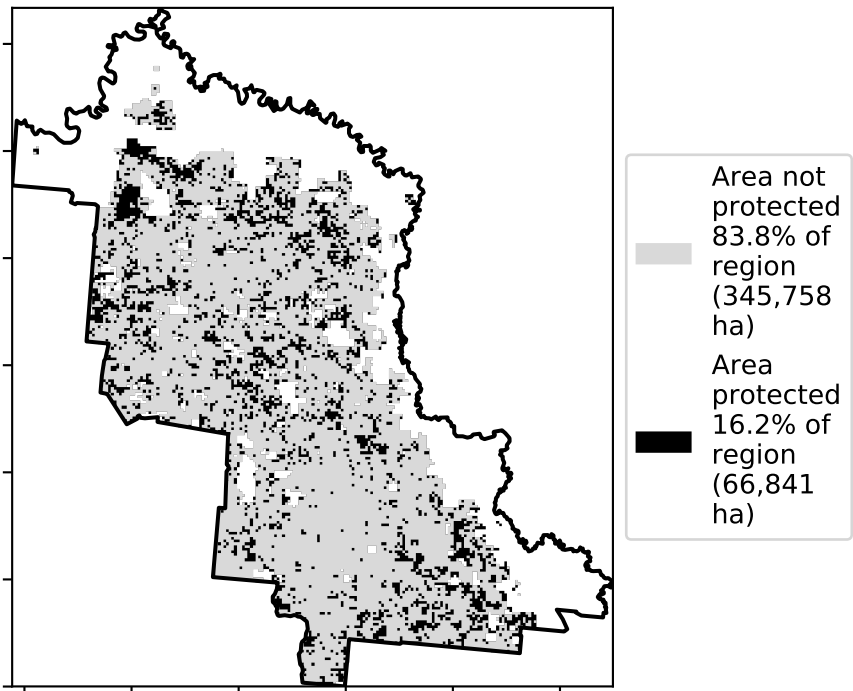 Area not
protected
83.8% of
region
(345,758
ha)
Area
protected
16.2% of
region
(66,841
ha)